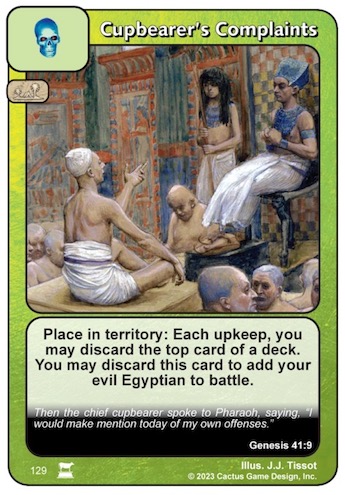 Cupbearer's Complaints
Place in territory: Each upkeep, you
may discard the top card of a deck.
You may discard this card to add your
evil Egyptian to battle.
Then the chief cupbearer spoke to Pharaoh, saying, "I
would make mention today of my own offenses."
Genesis 41:9
Illus. J.J. Tissot
129
© 2023 Cactus Game Design, Inc.